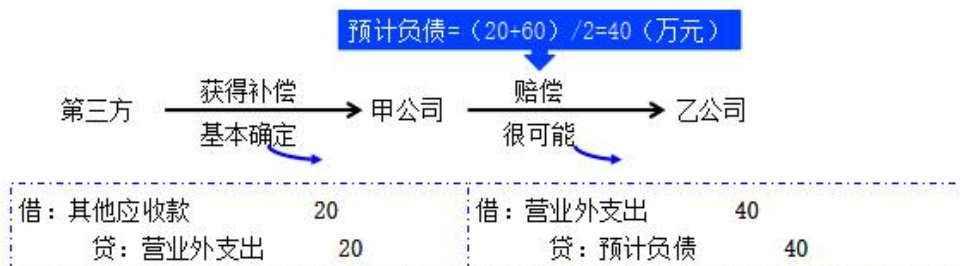 预计负债=（20+60）/2=40（万元）
第三方 获得补偿 甲公司 赔偿 乙公司
基本确定 很可能
借：其他应收款 20 借：营业外支出 40
贷：营业外支出 20 贷：预计负债 40